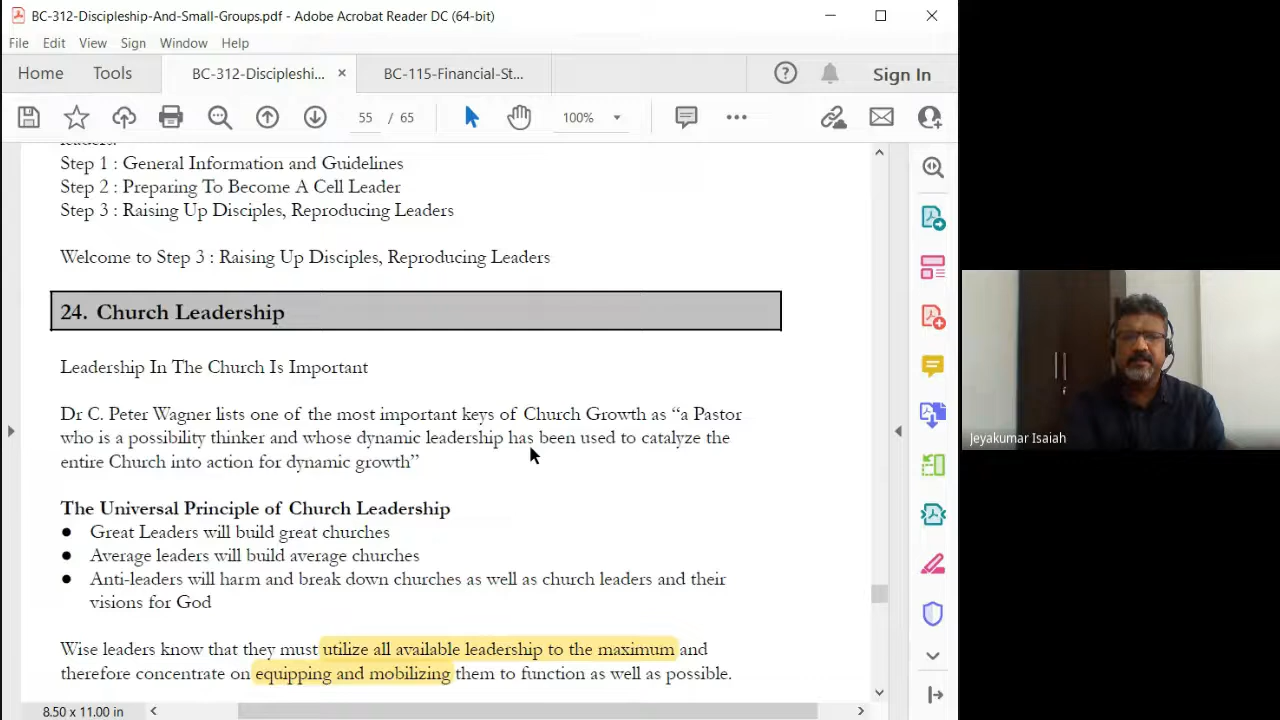 BC-312-Discipleship-And-Small-Groups.pdf - Adobe Acrobat Reader DC (64-bit)
File Edit View Sign Window Help
Home Tools BC-312-Discipleshi... × BC-115-Financial-St... Sign In
55 / 65 100%
leaders.
Step 1 : General Information and Guidelines
Step 2 : Preparing To Become A Cell Leader
Step 3 : Raising Up Disciples, Reproducing Leaders
Welcome to Step 3 : Raising Up Disciples, Reproducing Leaders
24. Church Leadership
Leadership In The Church Is Important
Dr C. Peter Wagner lists one of the most important keys of Church Growth as “a Pastor
who is a possibility thinker and whose dynamic leadership has been used to catalyze the
entire Church into action for dynamic growth”
The Universal Principle of Church Leadership
● Great Leaders will build great churches
● Average leaders will build average churches
● Anti-leaders will harm and break down churches as well as church leaders and their
visions for God
Wise leaders know that they must utilize all available leadership to the maximum and
therefore concentrate on equipping and mobilizing them to function as well as possible.
8.50 x 11.00 in
Jeyakumar Isaiah